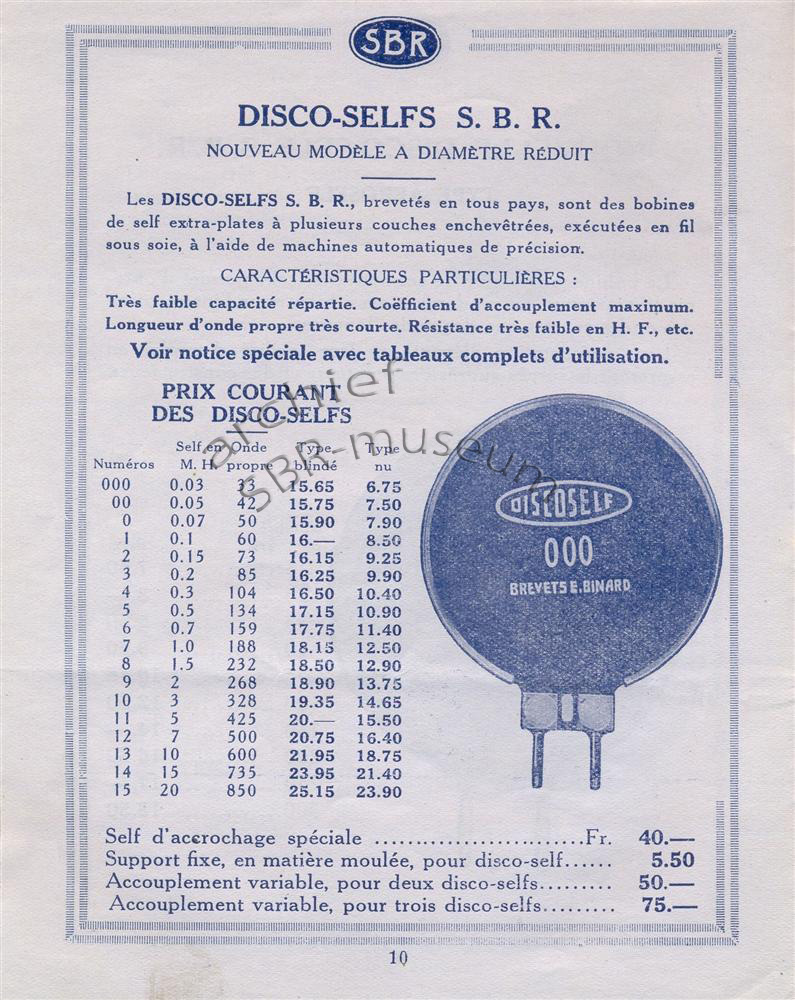 SBR
DISCO-SELFS S. B. R.
NOUVEAU MODÈLE A DIAMÈTRE RÉDUIT
Les DISCO-SELFS S. B. R., brevetés en tous pays, sont des bobines
de self extra-plates à plusieurs couches enchevêtrées, exécutées en fil
sous soie, à l'aide de machines automatiques de précision.
CARACTÉRISTIQUES PARTICULIÈRES :
Très faible capacité répartie. Coëfficient d'accouplement maximum.
Longueur d'onde propre très courte. Résistance très faible en H. F., etc.
Voir notice spéciale avec tableaux complets d'utilisation.
PRIX COURANT
DES DISCO-SELFS
Self en Onde Type Type
Numéros M. H. propre blindé nu
000 0.03 33 15.65 6.75
00 0.05 42 15.75 7.50
0 0.07 50 15.90 7.90
1 0.1 60 16.— 8.50
2 0.15 73 16.15 9.25
3 0.2 85 16.25 9.90
4 0.3 104 16.50 10.40
5 0.5 134 17.15 10.90
6 0.7 159 17.75 11.40
7 1.0 188 18.15 12.50
8 1.5 232 18.50 12.90
9 2 268 18.90 13.75
10 3 328 19.35 14.65
11 5 425 20.— 15.50
12 7 500 20.75 16.40
13 10 600 21.95 18.75
14 15 735 23.95 21.40
15 20 850 25.15 23.90
DISCOSELF
000
BREVETS E. BINARD
archief
SBR-museum
Self d'accrochage spéciale ............................Fr. 40.—
Support fixe, en matière moulée, pour disco-self...... 5.50
Accouplement variable, pour deux disco-selfs......... 50.—
Accouplement variable, pour trois disco-selfs......... 75.—
10